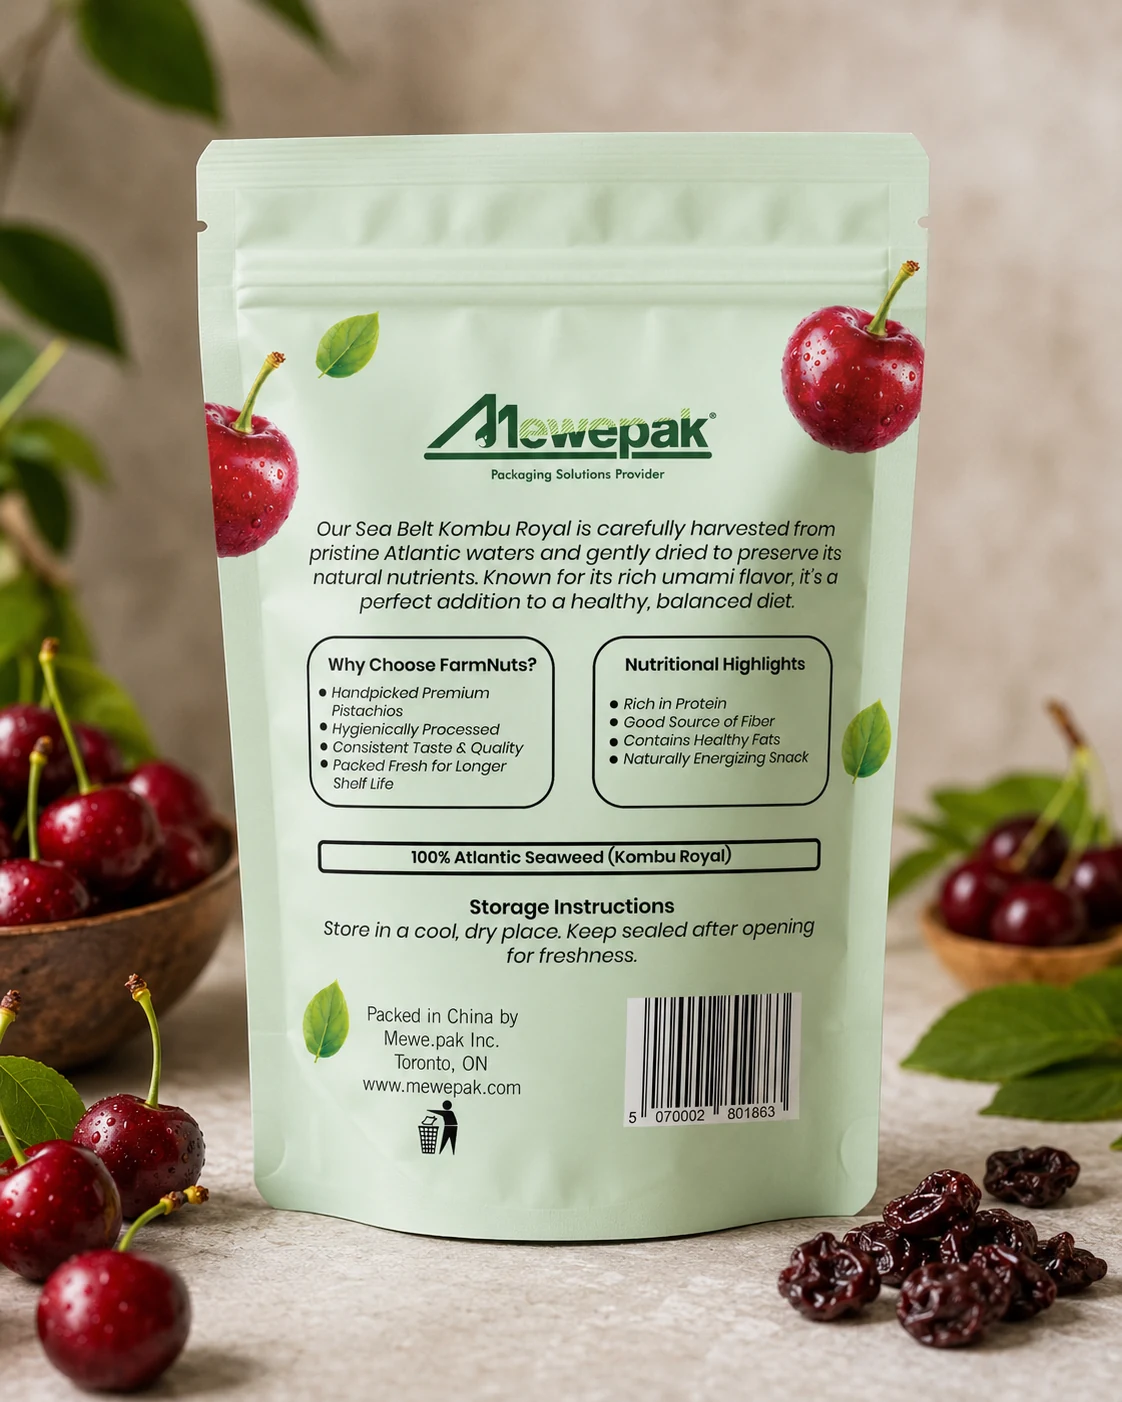 Mewepak®
Packaging Solutions Provider
Our Sea Belt Kombu Royal is carefully harvested from
pristine Atlantic waters and gently dried to preserve its
natural nutrients. Known for its rich umami flavor, it's a
perfect addition to a healthy, balanced diet.
Why Choose FarmNuts?
● Handpicked Premium
Pistachios
● Hygienically Processed
● Consistent Taste & Quality
● Packed Fresh for Longer
Shelf Life
Nutritional Highlights
● Rich in Protein
● Good Source of Fiber
● Contains Healthy Fats
● Naturally Energizing Snack
100% Atlantic Seaweed (Kombu Royal)
Storage Instructions
Store in a cool, dry place. Keep sealed after opening
for freshness.
Packed in China by
Mewe.pak Inc.
Toronto, ON
www.mewepak.com
5 070002 801863